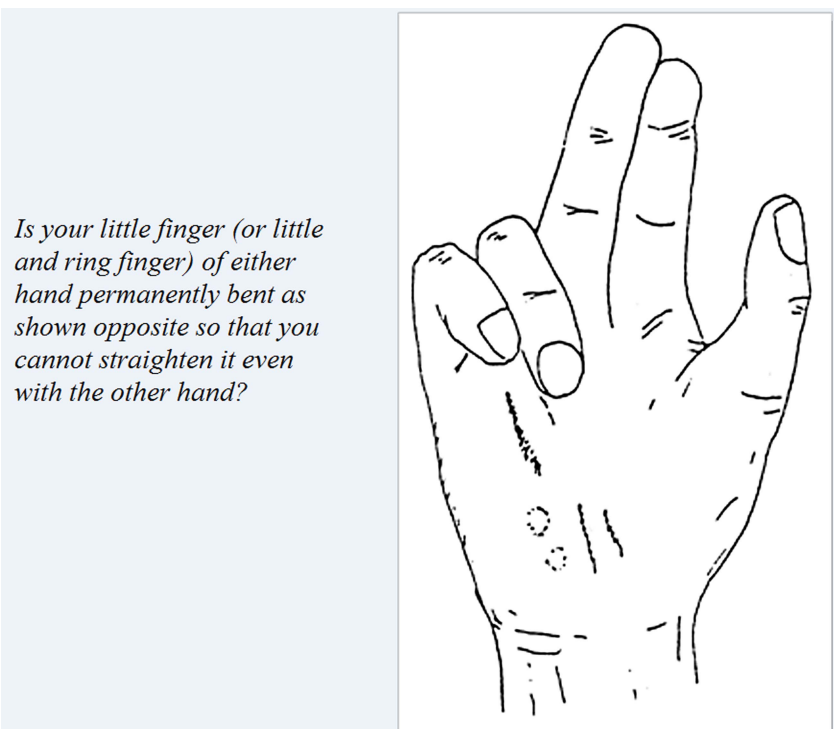 Is your little finger (or little
and ring finger) of either
hand permanently bent as
shown opposite so that you
cannot straighten it even
with the other hand?